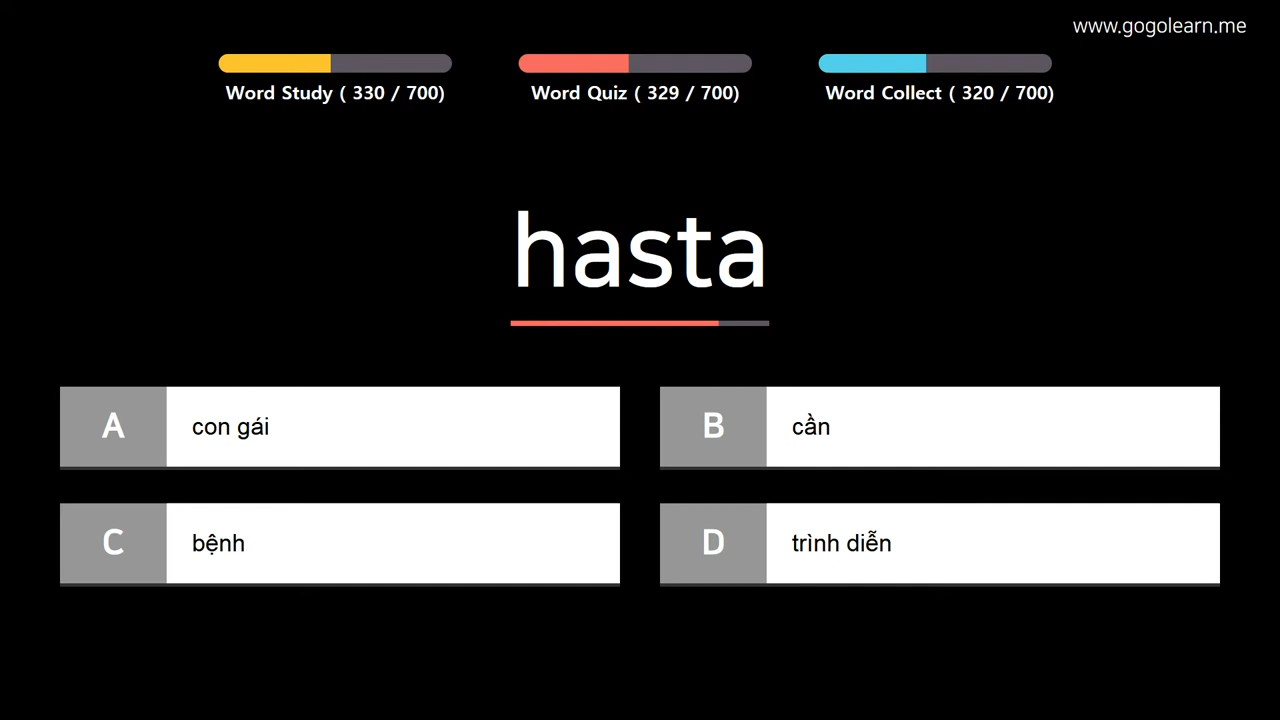 www.gogolearn.me
Word Study ( 330 / 700)
Word Quiz ( 329 / 700)
Word Collect ( 320 / 700)
hasta
A con gái
B cần
C bệnh
D trình diễn